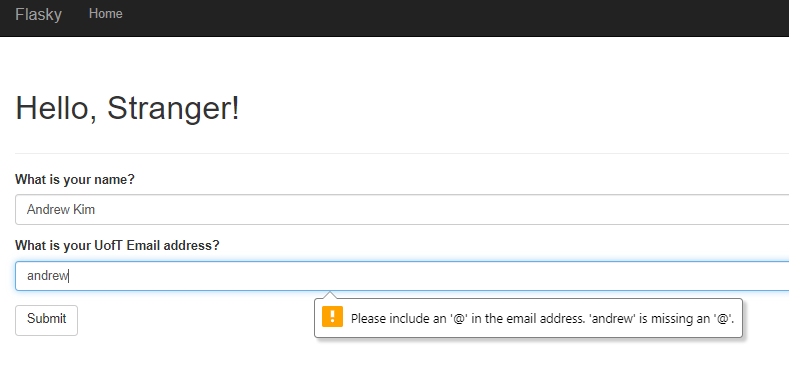 Flasky Home
Hello, Stranger!
What is your name?
Andrew Kim
What is your UofT Email address?
andrew
Submit
! Please include an '@' in the email address. 'andrew' is missing an '@'.